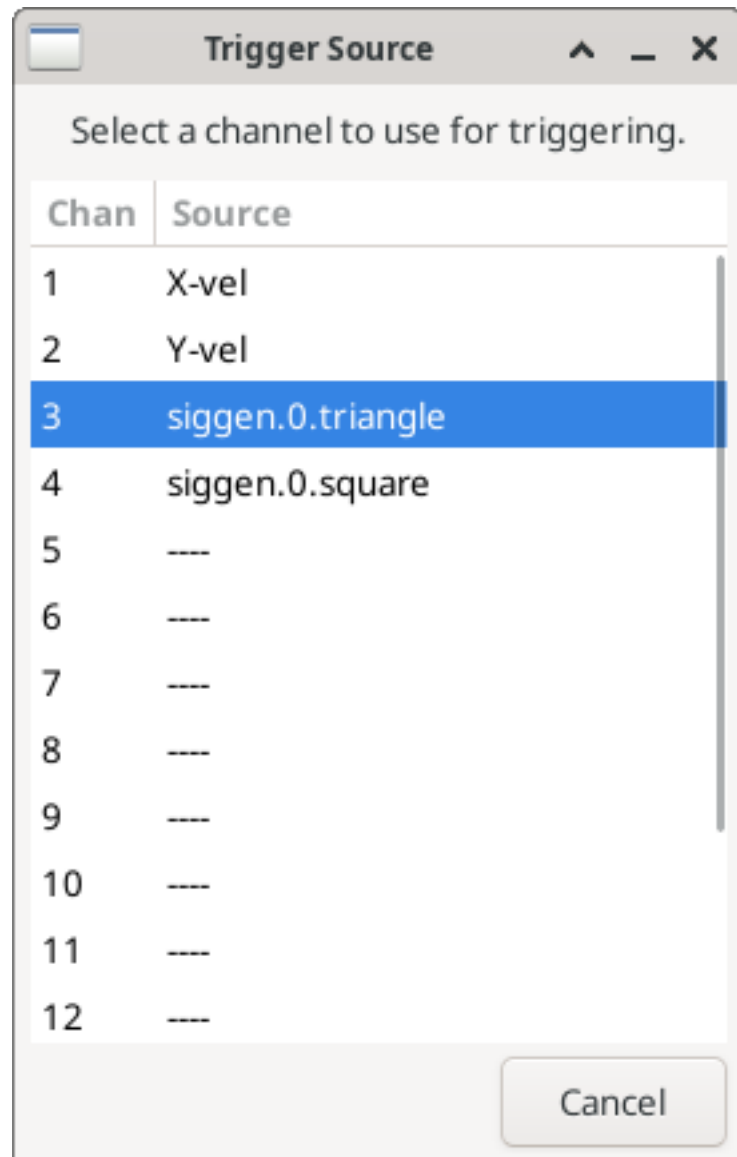 Trigger Source
Select a channel to use for triggering.
Chan Source
1 X-vel
2 Y-vel
3 siggen.0.triangle
4 siggen.0.square
5 ----
6 ----
7 ----
8 ----
9 ----
10 ----
11 ----
12 ----
Cancel